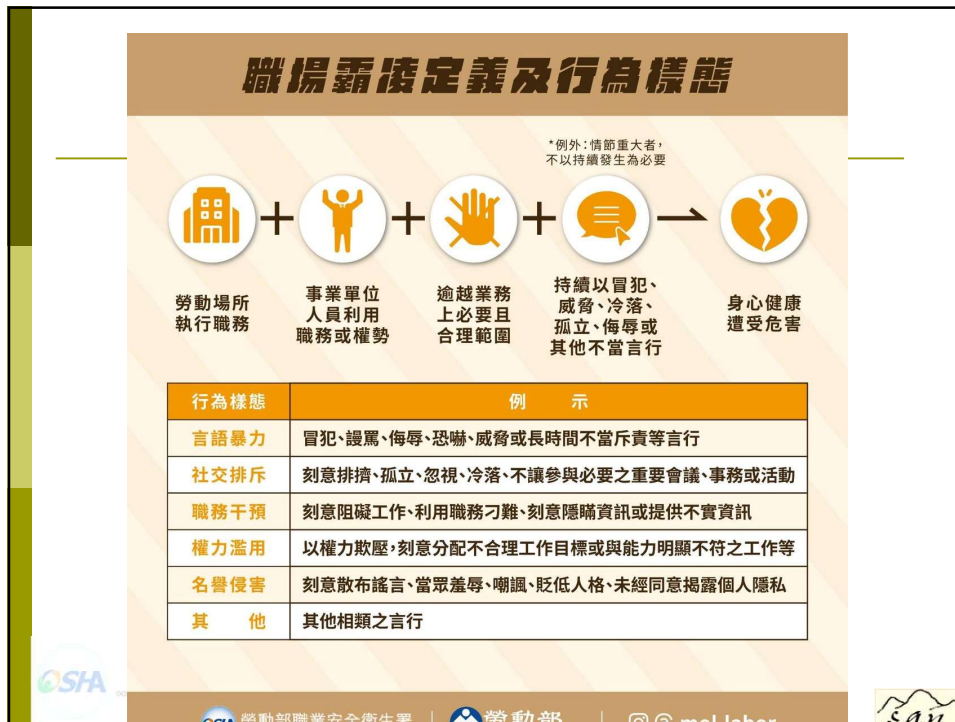 職場霸凌定義及行為樣態
*例外：情節重大者，
不以持續發生為必要
勞動場所
執行職務
事業單位
人員利用
職務或權勢
逾越業務
上必要且
合理範圍
持續以冒犯、
威脅、冷落、
孤立、侮辱或
其他不當言行
身心健康
遭受危害
行為樣態 例 示
言語暴力 冒犯、謾罵、侮辱、恐嚇、威脅或長時間不當斥責等言行
社交排斥 刻意排擠、孤立、忽視、冷落、不讓參與必要之重要會議、事務或活動
職務干預 刻意阻礙工作、利用職務刁難、刻意隱瞞資訊或提供不實資訊
權力濫用 以權力欺壓，刻意分配不合理工作目標或與能力明顯不符之工作等
名譽侵害 刻意散布謠言、當眾羞辱、嘲諷、貶低人格、未經同意揭露個人隱私
其 他 其他相類之言行
OSHA
OSHA 勞動部職業安全衛生署 | 勞動部 | mol.labor
san